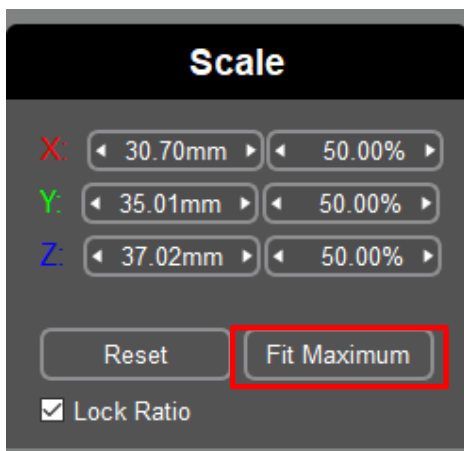 Scale
X: 30.70mm 50.00%
Y: 35.01mm 50.00%
Z: 37.02mm 50.00%
Reset Fit Maximum
Lock Ratio